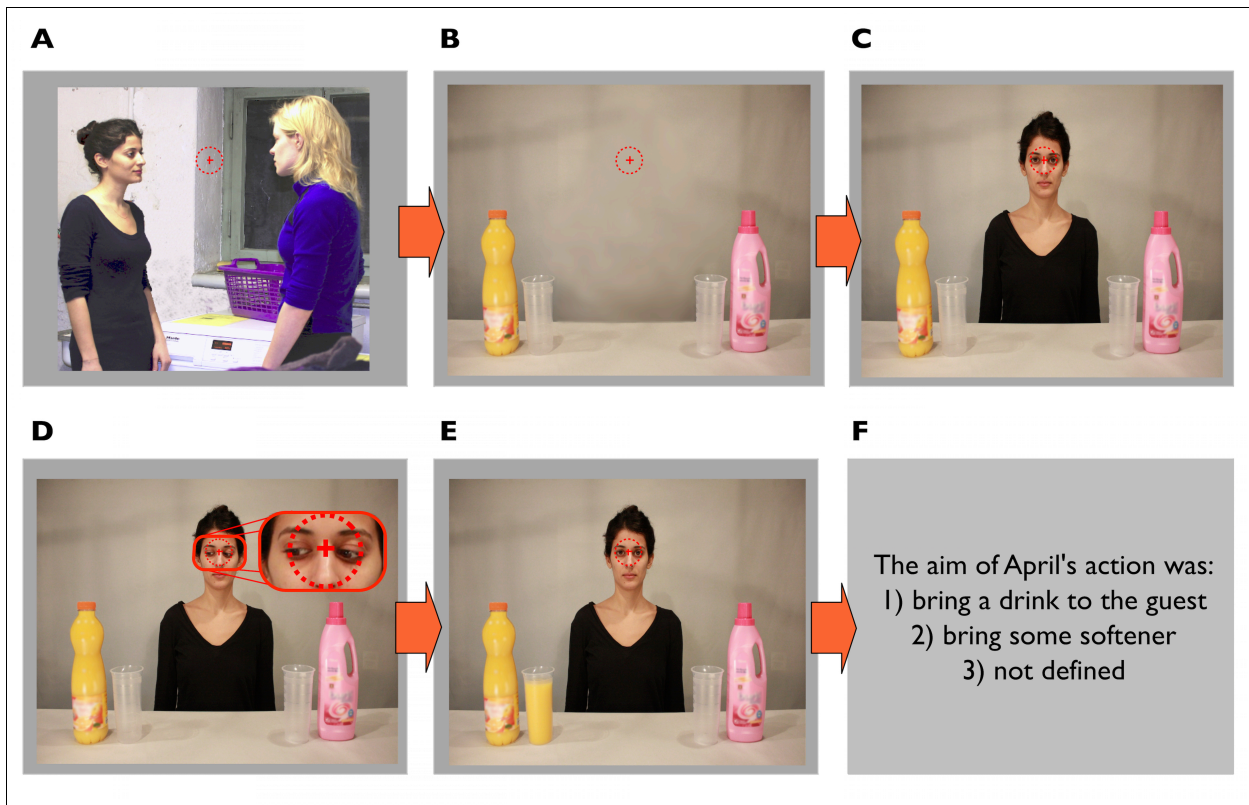 A
B
C
D
E
F
The aim of April's action was:
1) bring a drink to the guest
2) bring some softener
3) not defined